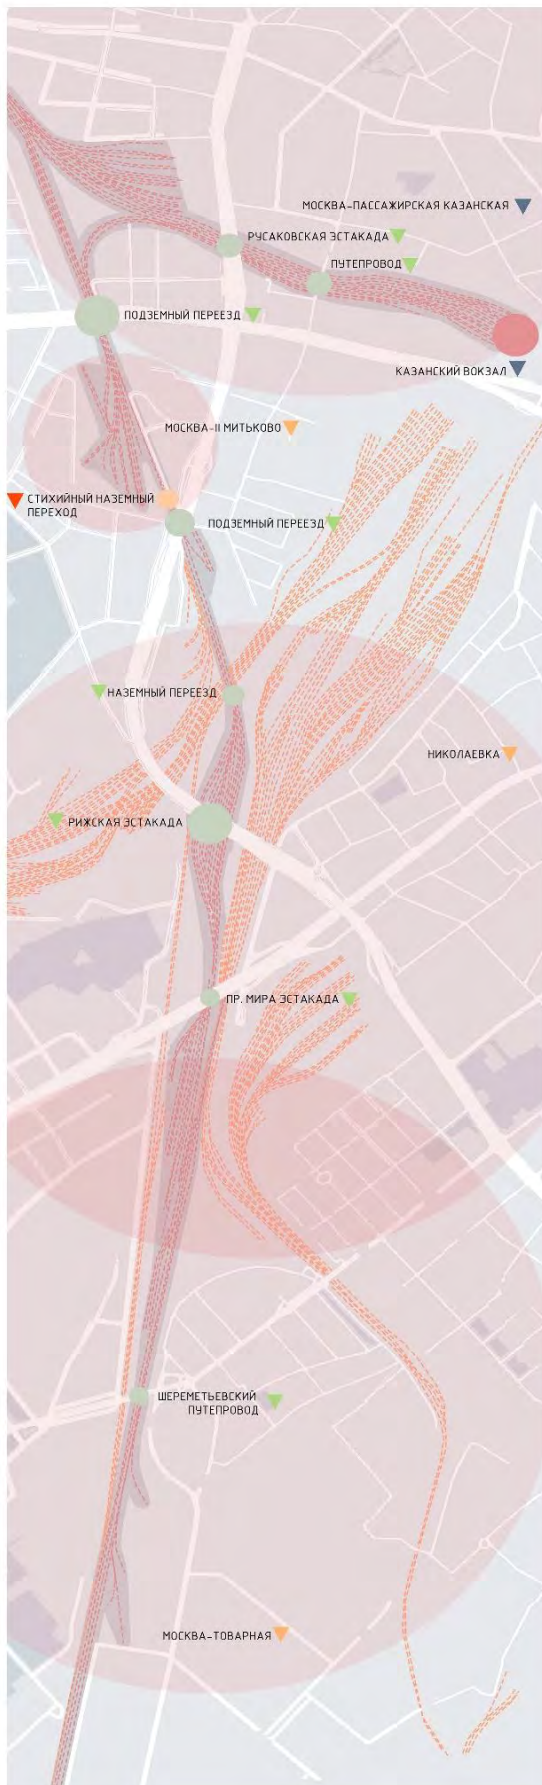 МОСКВА-ПАССАЖИРСКАЯ КАЗАНСКАЯ
РУСАКОВСКАЯ ЭСТАКАДА
ПУТЕПРОВОД
ПОДЗЕМНЫЙ ПЕРЕЕЗД
КАЗАНСКИЙ ВОКЗАЛ
МОСКВА-II МИТЬКОВО
СТИХИЙНЫЙ НАЗЕМНЫЙ
ПЕРЕХОД
ПОДЗЕМНЫЙ ПЕРЕЕЗД
НАЗЕМНЫЙ ПЕРЕЕЗД
НИКОЛАЕВКА
РИЖСКАЯ ЭСТАКАДА
ПР. МИРА ЭСТАКАДА
ШЕРЕМЕТЬЕВСКИЙ
ПУТЕПРОВОД
МОСКВА-ТОВАРНАЯ